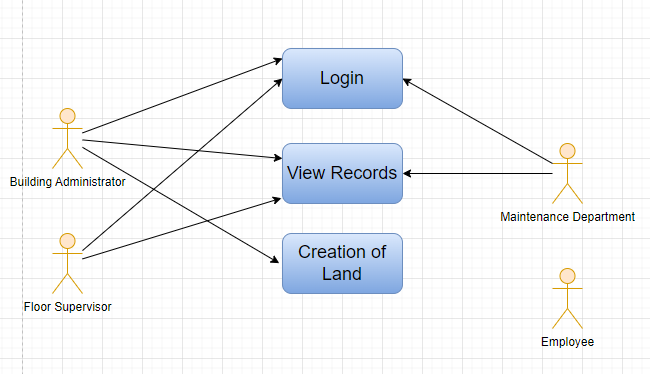 Login
Building Administrator
View Records
Maintenance Department
Creation of
Land
Floor Supervisor
Employee